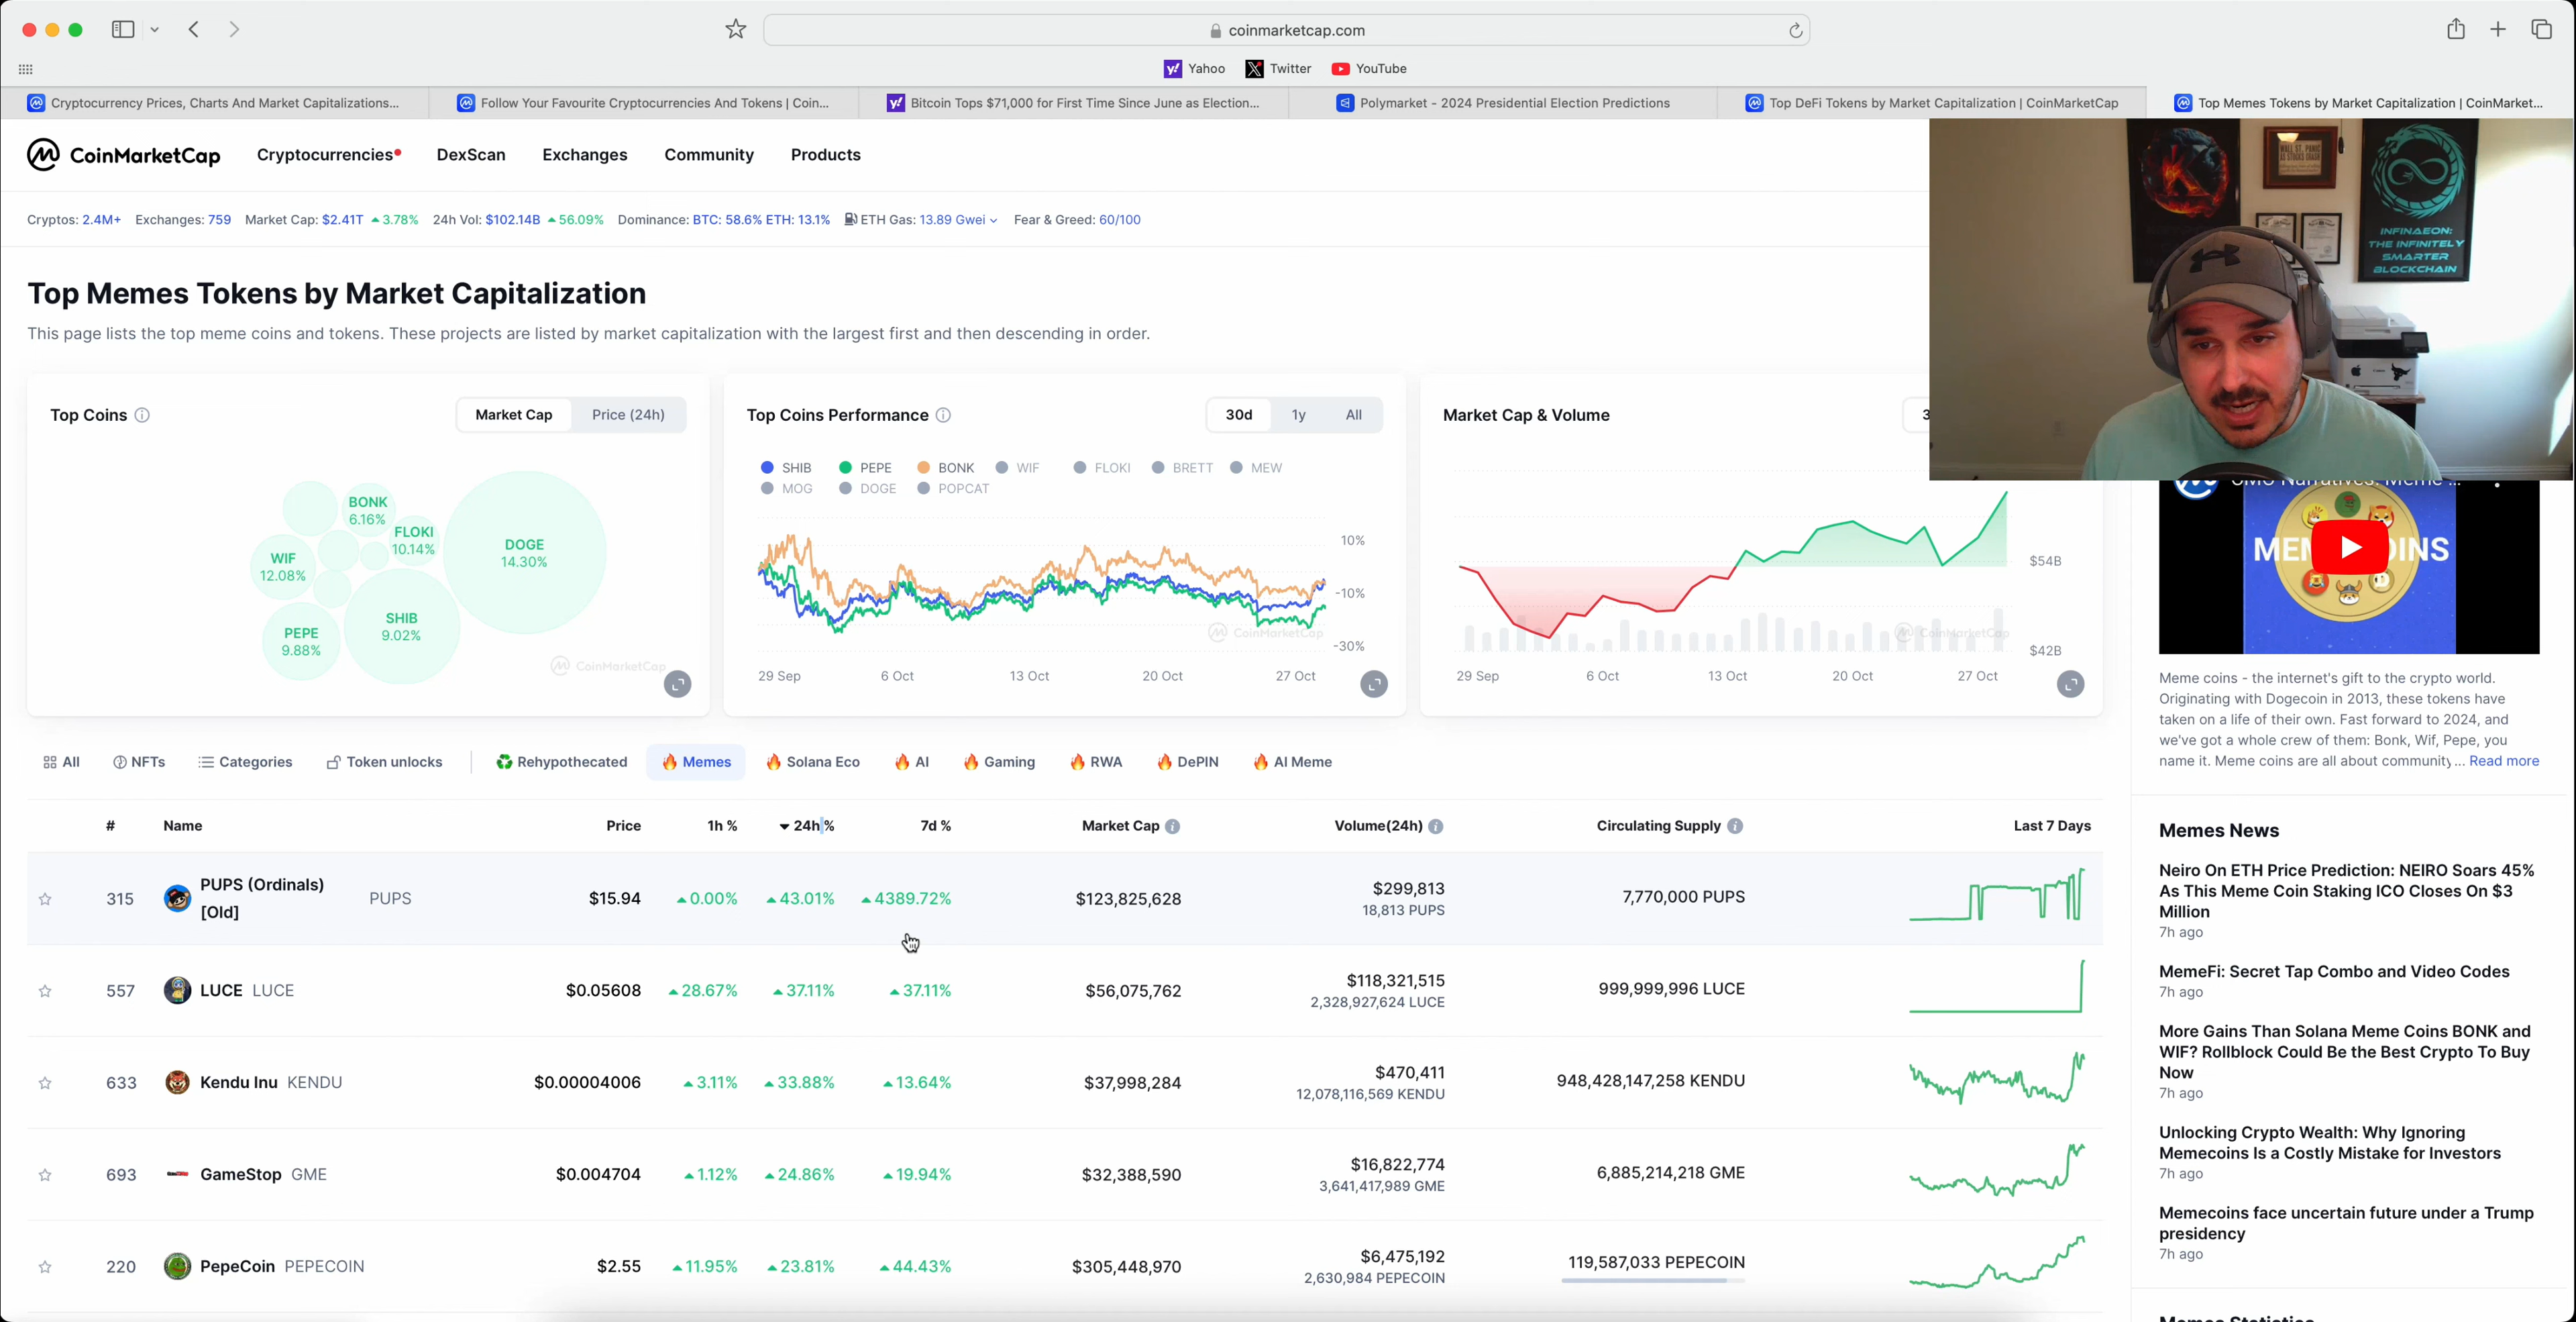 coinmarketcap.com
Yahoo Twitter YouTube
Cryptocurrency Prices, Charts And Market Capitalizations... Follow Your Favourite Cryptocurrencies And Tokens | Coin... Bitcoin Tops $71,000 for First Time Since June as Election... Polymarket - 2024 Presidential Election Predictions Top DeFi Tokens by Market Capitalization | CoinMarketCap Top Memes Tokens by Market Capitalization | CoinMarket...
CoinMarketCap Cryptocurrencies DexScan Exchanges Community Products
Cryptos: 2.4M+ Exchanges: 759 Market Cap: $2.41T 3.78% 24h Vol: $102.14B 56.09% Dominance: BTC: 58.6% ETH: 13.1% ETH Gas: 13.89 Gwei Fear & Greed: 60/100
INFINAEON:
THE INFINITELY
SMARTER
BLOCKCHAIN
Top Memes Tokens by Market Capitalization
This page lists the top meme coins and tokens. These projects are listed by market capitalization with the largest first and then descending in order.
Top Coins Market Cap Price (24h)
BONK
6.16%
FLOKI
10.14%
DOGE
14.30%
WIF
12.08%
SHIB
9.02%
PEPE
9.88%
CoinMarketCap
Top Coins Performance 30d 1y All
SHIB PEPE BONK WIF FLOKI BRETT MEW
MOG DOGE POPCAT
10%
-10%
CoinMarketCap
-30%
29 Sep 6 Oct 13 Oct 20 Oct 27 Oct
Market Cap & Volume
$54B
CoinMarketCap
$42B
29 Sep 6 Oct 13 Oct 20 Oct 27 Oct
Meme coins - the internet's gift to the crypto world.
Originating with Dogecoin in 2013, these tokens have
taken on a life of their own. Fast forward to 2024, and
we've got a whole crew of them: Bonk, Wif, Pepe, you
name it. Meme coins are all about community ... Read more
All NFTs Categories Token unlocks Rehypothecated Memes Solana Eco AI Gaming RWA DePIN AI Meme
# Name Price 1h % 24h % 7d % Market Cap Volume(24h) Circulating Supply Last 7 Days
315 PUPS (Ordinals) [Old] PUPS $15.94 0.00% 43.01% 4389.72% $123,825,628 $299,813 7,770,000 PUPS
18,813 PUPS
557 LUCE LUCE $0.05608 28.67% 37.11% 37.11% $56,075,762 $118,321,515 999,999,996 LUCE
2,328,927,624 LUCE
633 Kendu Inu KENDU $0.00004006 3.11% 33.88% 13.64% $37,998,284 $470,411 948,428,147,258 KENDU
12,078,116,569 KENDU
693 GameStop GME $0.004704 1.12% 24.86% 19.94% $32,388,590 $16,822,774 6,885,214,218 GME
3,641,417,989 GME
220 PepeCoin PEPECOIN $2.55 11.95% 23.81% 44.43% $305,448,970 $6,475,192 119,587,033 PEPECOIN
2,630,984 PEPECOIN
Memes News
Neiro On ETH Price Prediction: NEIRO Soars 45%
As This Meme Coin Staking ICO Closes On $3
Million
7h ago
MemeFi: Secret Tap Combo and Video Codes
7h ago
More Gains Than Solana Meme Coins BONK and
WIF? Rollblock Could Be the Best Crypto To Buy
Now
7h ago
Unlocking Crypto Wealth: Why Ignoring
Memecoins Is a Costly Mistake for Investors
7h ago
Memecoins face uncertain future under a Trump
presidency
7h ago